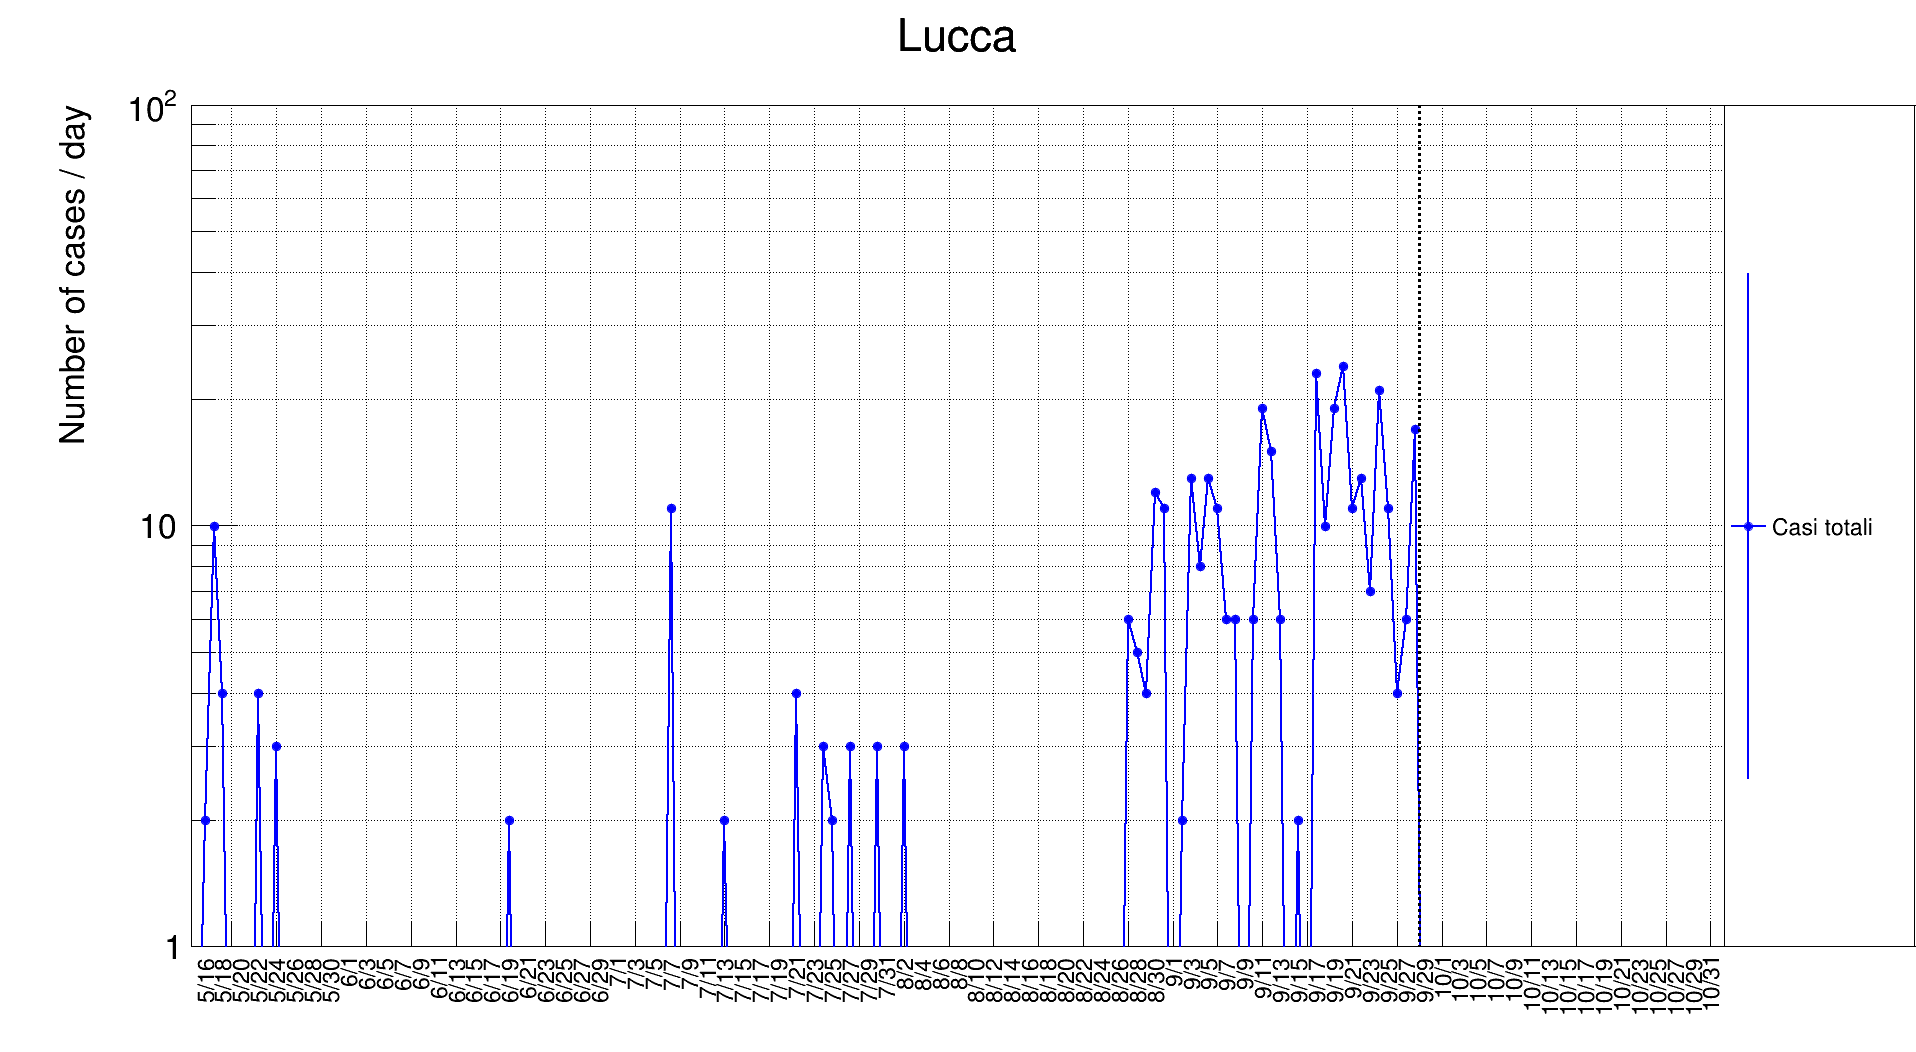 Lucca
Number of cases / day
10²
10
1
5/16 5/18 5/20 5/22 5/24 5/26 5/28 5/30 6/1 6/3 6/5 6/7 6/9 6/11 6/13 6/15 6/17 6/19 6/21 6/23 6/25 6/27 6/29 7/1 7/3 7/5 7/7 7/9 7/11 7/13 7/15 7/17 7/19 7/21 7/23 7/25 7/27 7/29 7/31 8/2 8/4 8/6 8/8 8/10 8/12 8/14 8/16 8/18 8/20 8/22 8/24 8/26 8/28 8/30 9/1 9/3 9/5 9/7 9/9 9/11 9/13 9/15 9/17 9/19 9/21 9/23 9/25 9/27 9/29 10/1 10/3 10/5 10/7 10/9 10/11 10/13 10/15 10/17 10/19 10/21 10/23 10/25 10/27 10/29 10/31
Casi totali